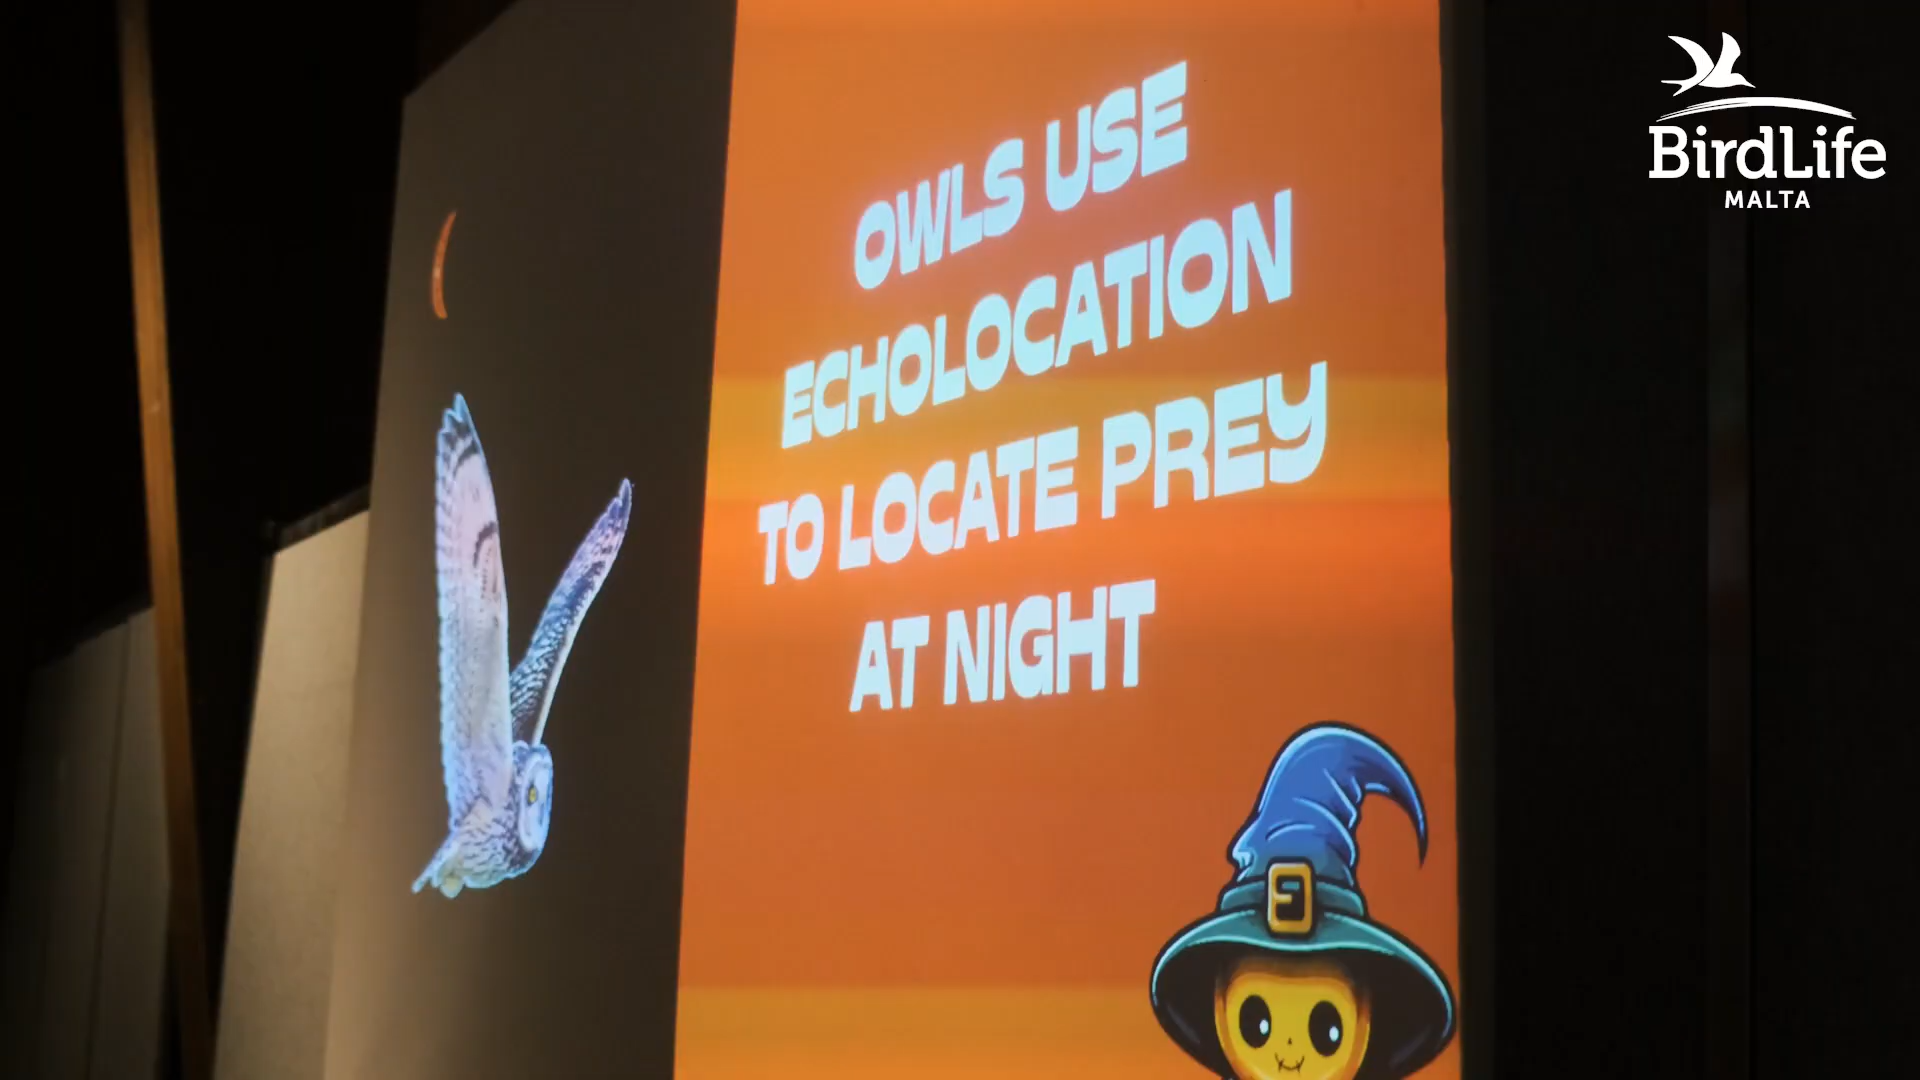 OWLS USE
ECHOLOCATION
TO LOCATE PREY
AT NIGHT
BirdLife
MALTA